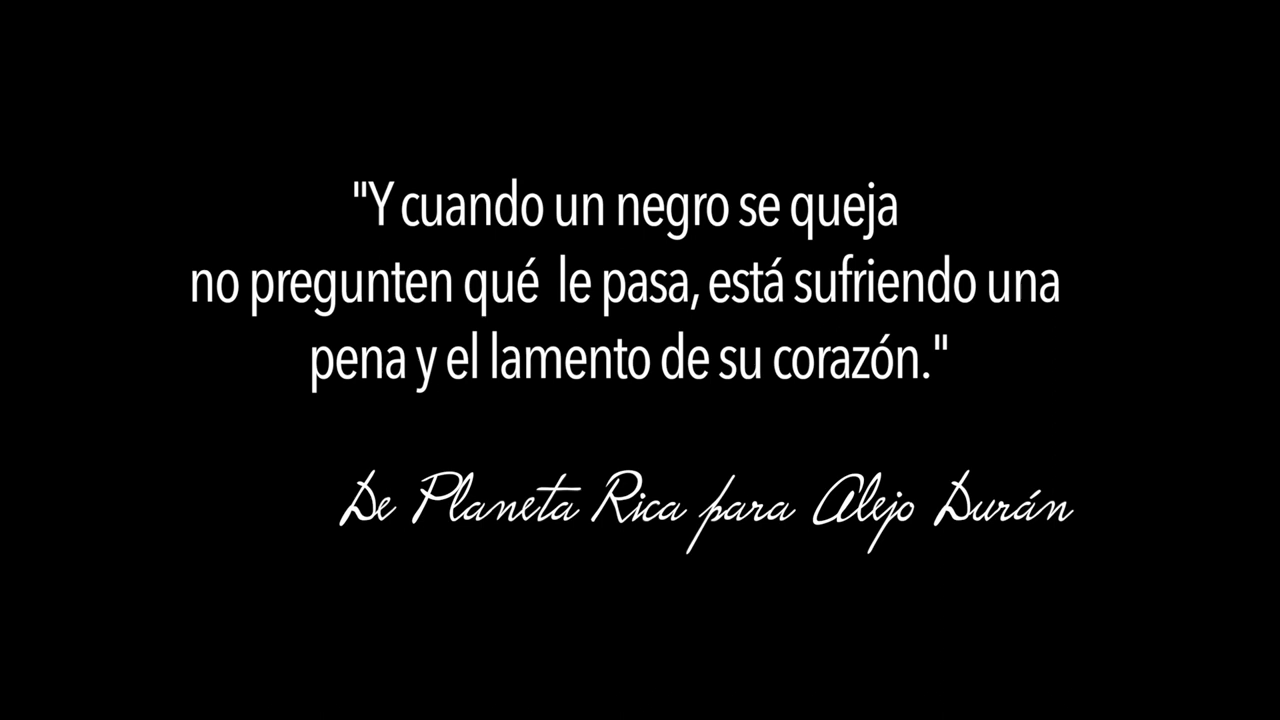 "Y cuando un negro se queja
no pregunten qué le pasa, está sufriendo una
pena y el lamento de su corazón."
De Planeta Rica para Alejo Durán